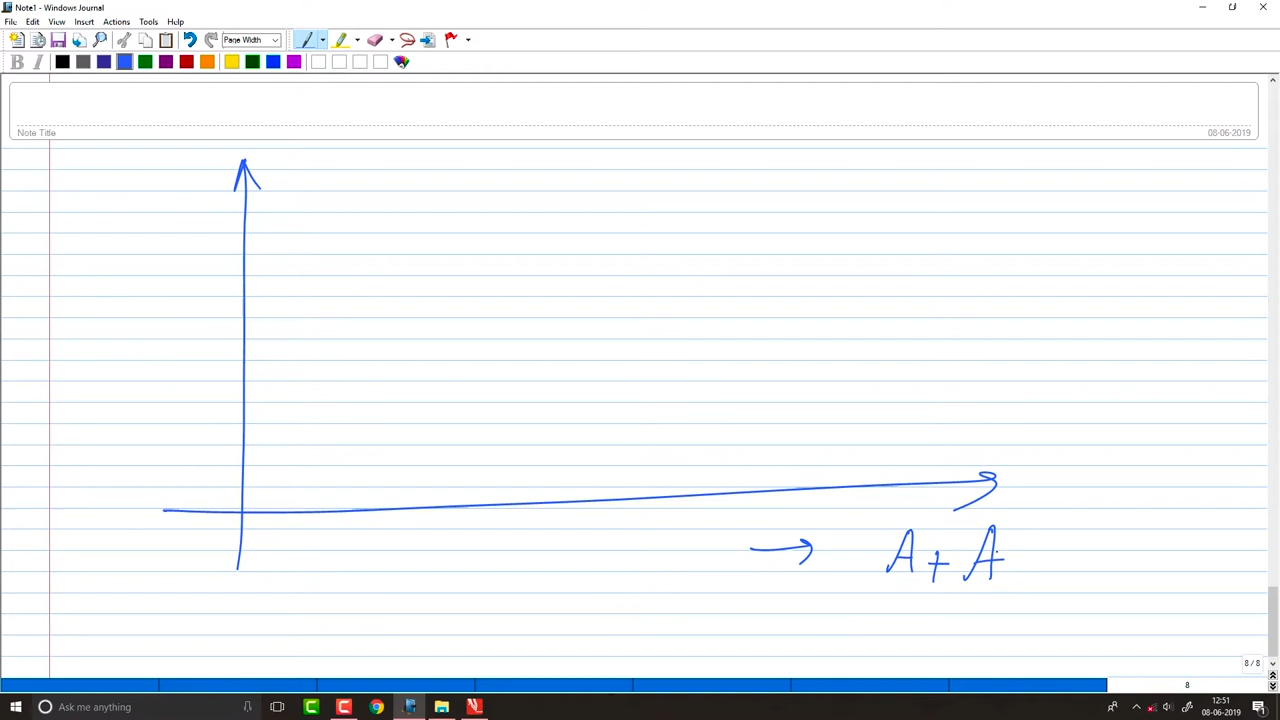 Note1 - Windows Journal
File Edit View Insert Actions Tools Help
Page Width
B I
Note Title
08-06-2019
→ A + A
8 / 8
8
Ask me anything
12:51
08-06-2019
1